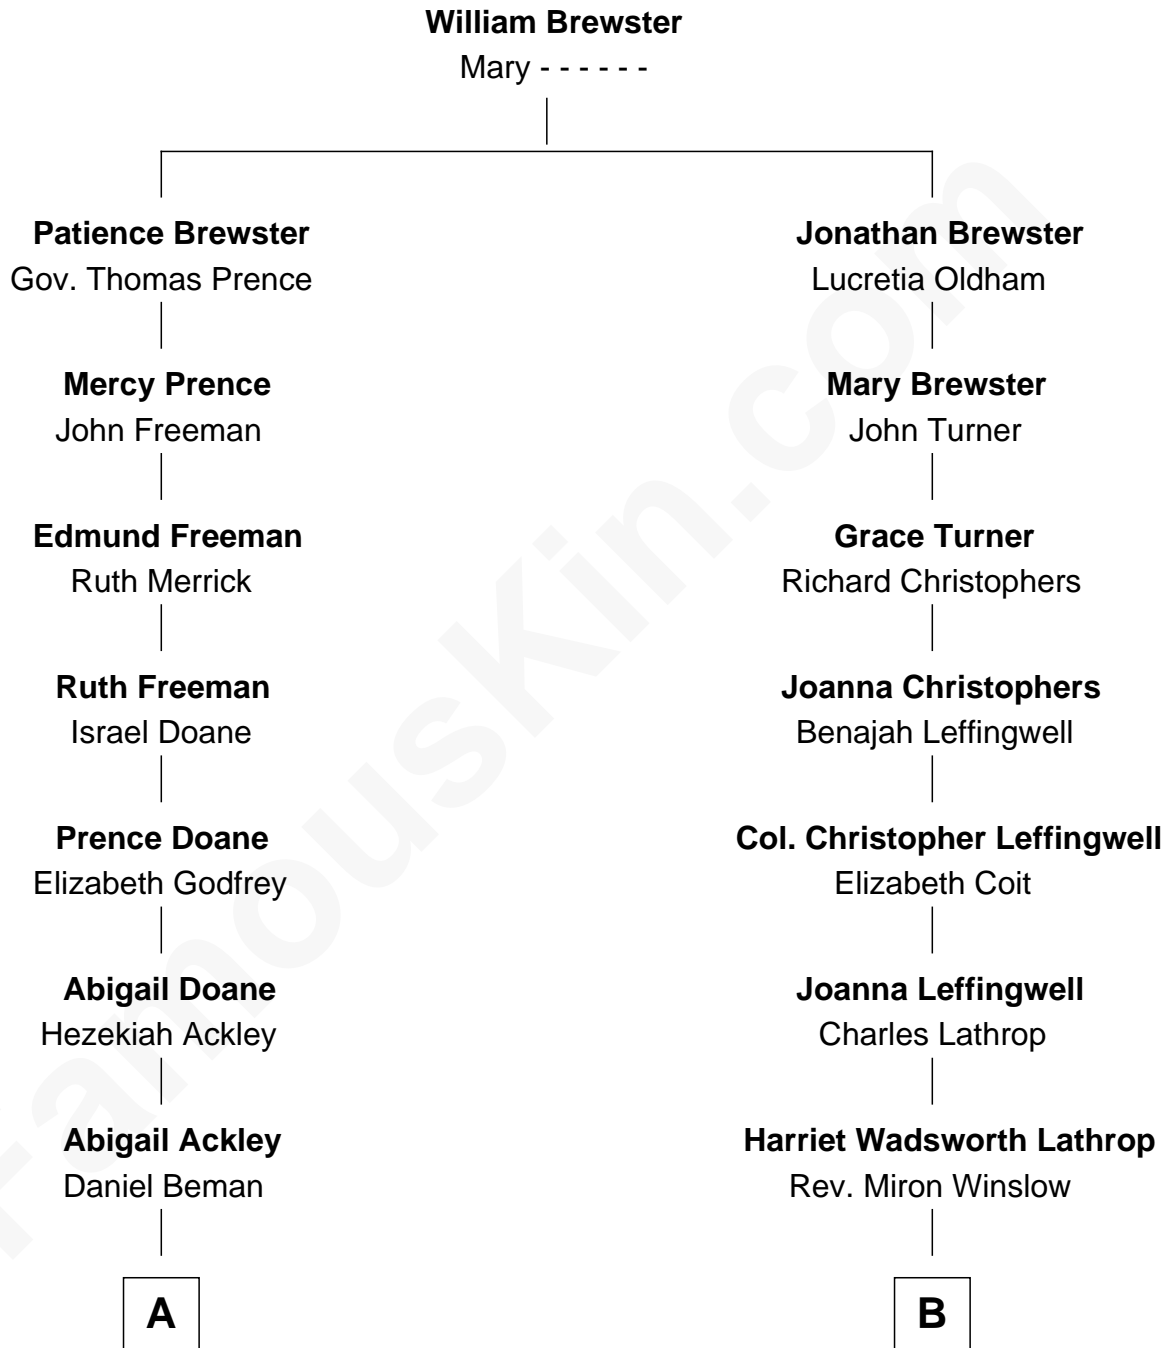 William Brewster
Mary - - - - - -
Patience Brewster
Gov. Thomas Prence
Jonathan Brewster
Lucretia Oldham
Mercy Prence
John Freeman
Mary Brewster
John Turner
Edmund Freeman
Ruth Merrick
Grace Turner
Richard Christophers
Ruth Freeman
Israel Doane
Joanna Christophers
Benajah Leffingwell
Prence Doane
Elizabeth Godfrey
Col. Christopher Leffingwell
Elizabeth Coit
Abigail Doane
Hezekiah Ackley
Joanna Leffingwell
Charles Lathrop
Abigail Ackley
Daniel Beman
Harriet Wadsworth Lathrop
Rev. Miron Winslow
A
B
FamousKin.com